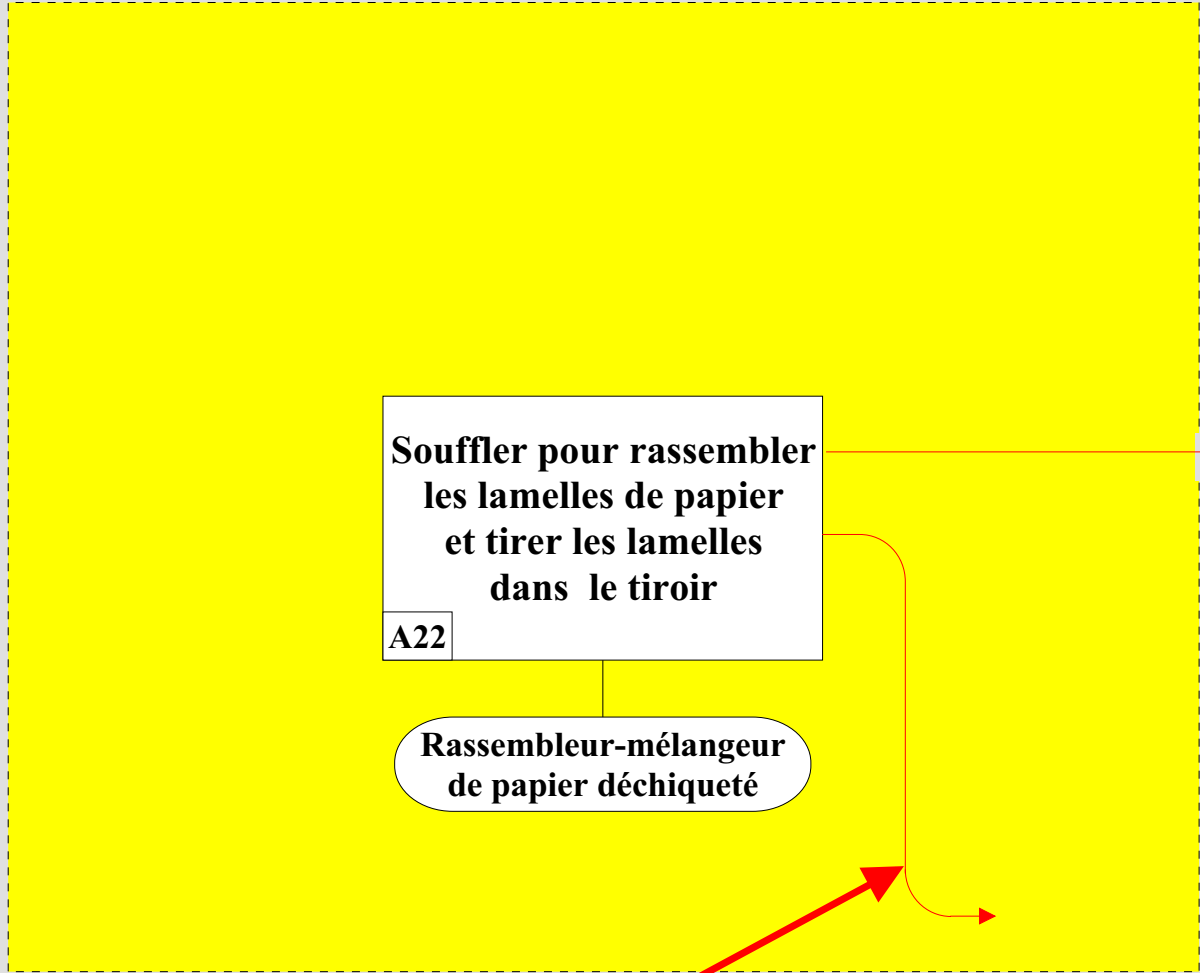 Souffler pour rassembler
les lamelles de papier
et tirer les lamelles
dans le tiroir
A22
Rassembleur-mélangeur
de papier déchiqueté